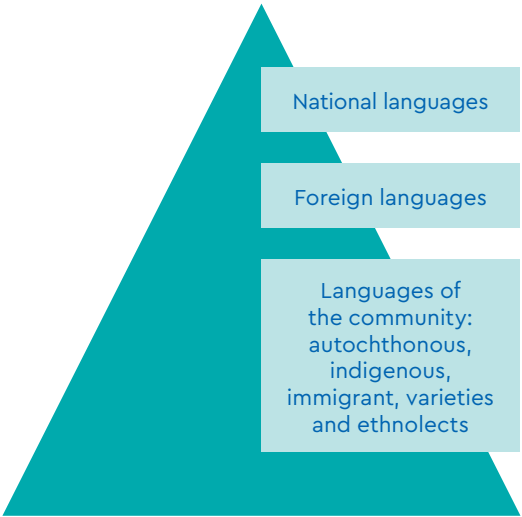 National languages
Foreign languages
Languages of
the community:
autochthonous,
indigenous,
immigrant, varieties
and ethnolects